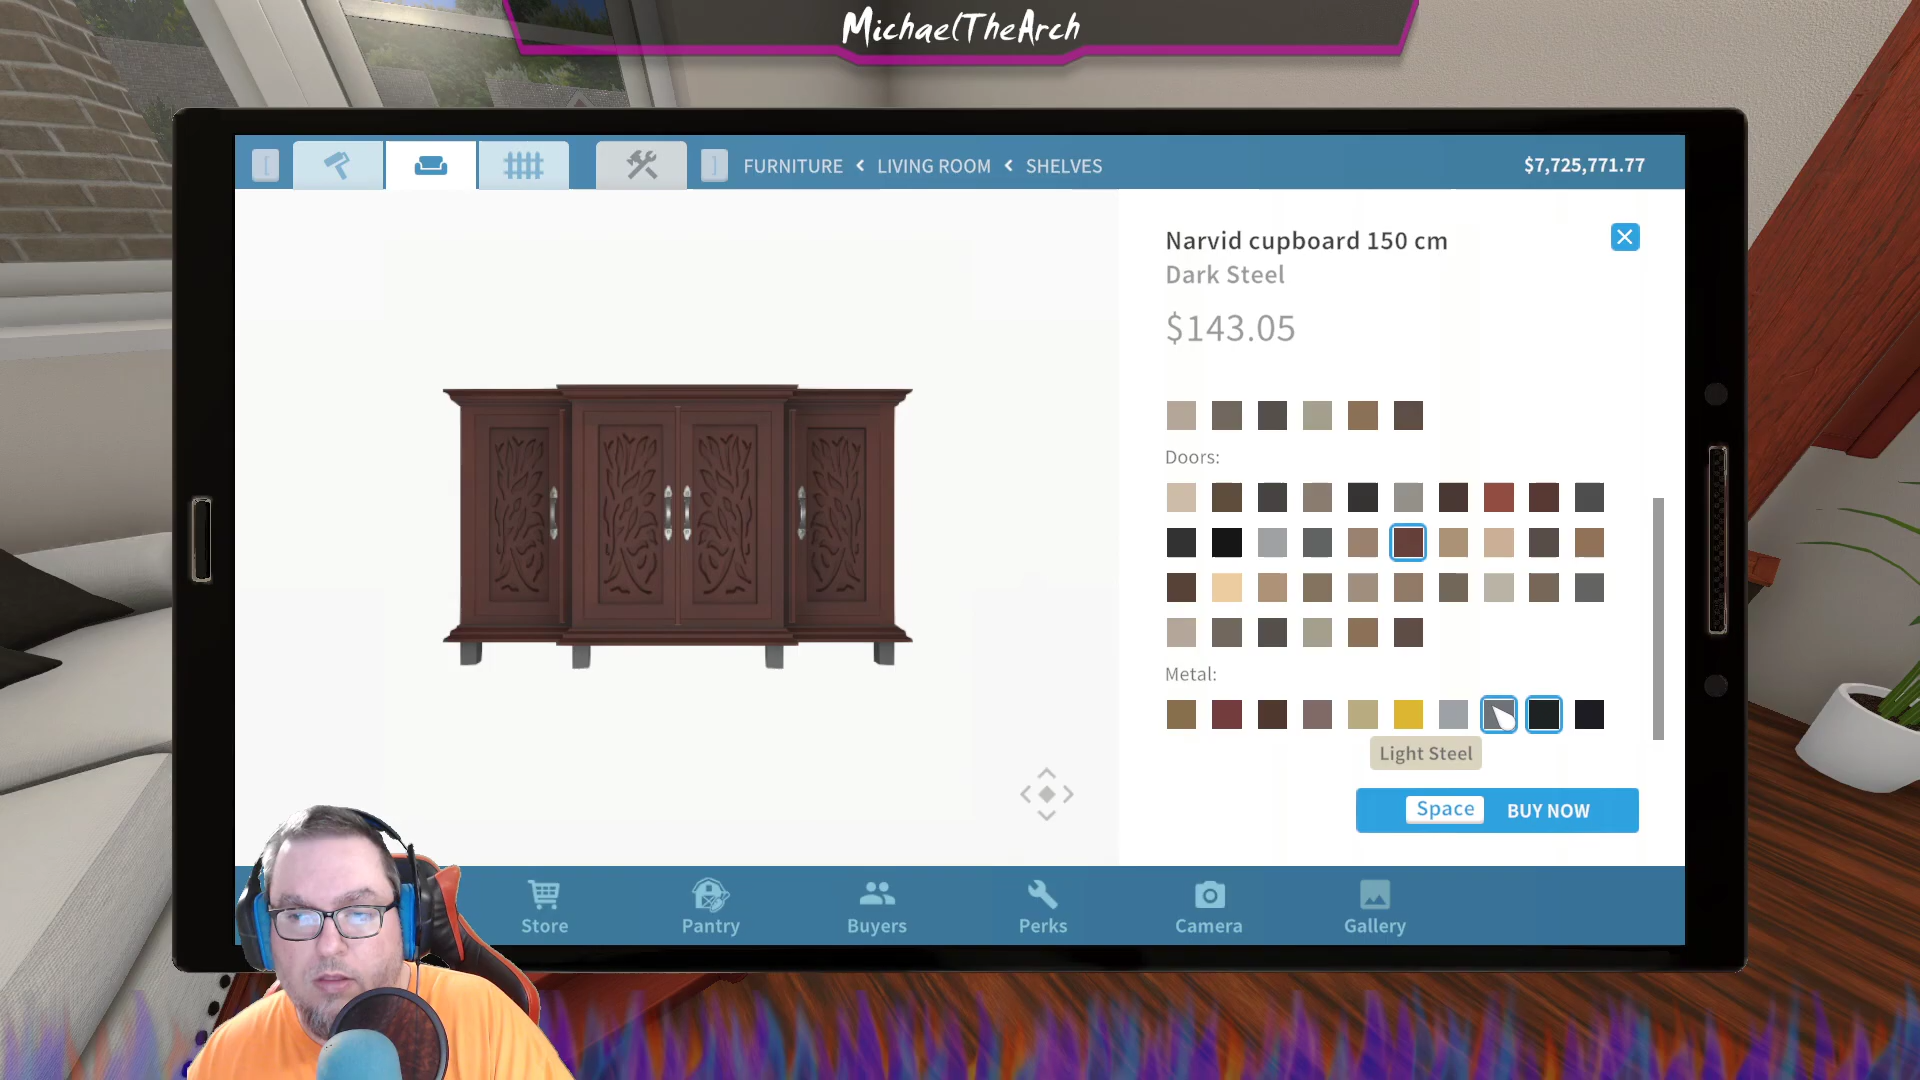 MichaelTheArch
[ ] FURNITURE < LIVING ROOM < SHELVES $7,725,771.77
Narvid cupboard 150 cm
Dark Steel
$143.05
Doors:
Metal:
Light Steel
Space BUY NOW
Store Pantry Buyers Perks Camera Gallery